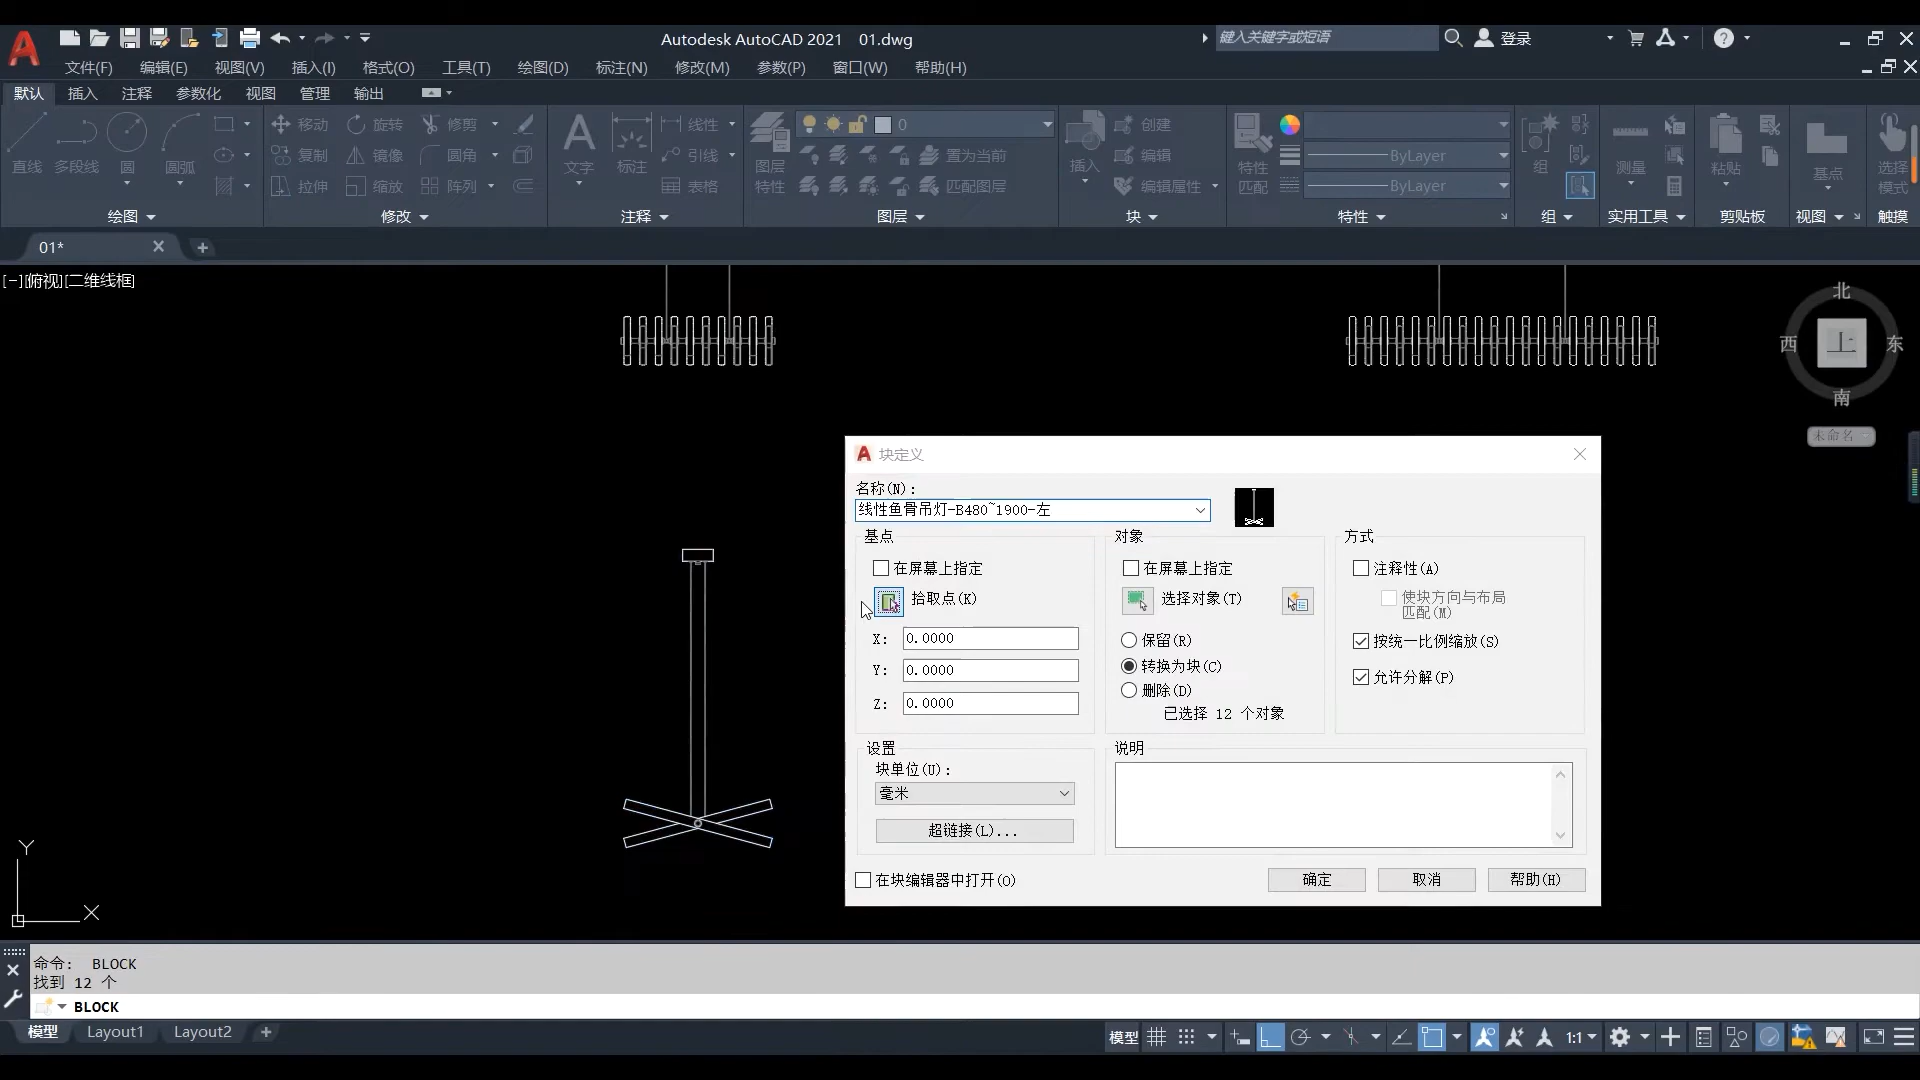 Autodesk AutoCAD 2021 01.dwg
键入关键字或短语
登录
文件(F) 编辑(E) 视图(V) 插入(I) 格式(O) 工具(T) 绘图(D) 标注(N) 修改(M) 参数(P) 窗口(W) 帮助(H)
默认 插入 注释 参数化 视图 管理 输出
移动 旋转 修剪 线性 0 创建
直线 多段线 圆 圆弧 复制 镜像 圆角 文字 标注 引线 图层 特性 置为当前 插入 编辑 特性 匹配 ByLayer 组 测量 粘贴 基点 选择 模式
拉伸 缩放 阵列 表格 匹配图层 编辑属性 ByLayer
绘图 修改 注释 图层 块 特性 组 实用工具 剪贴板 视图 触摸
01*
[-][俯视][二维线框]
北
西 上 东
南
未命名
块定义
名称(N):
线性鱼骨吊灯-B480~1900-左
基点 对象 方式
在屏幕上指定 在屏幕上指定 注释性(A)
拾取点(K) 选择对象(T) 使块方向与布局
匹配(M)
X: 0.0000 保留(R) 按统一比例缩放(S)
Y: 0.0000 转换为块(C) 允许分解(P)
Z: 0.0000 删除(D)
已选择 12 个对象
设置 说明
块单位(U):
毫米
超链接(L)...
在块编辑器中打开(O) 确定 取消 帮助(H)
Y
X
命令: BLOCK
找到 12 个
BLOCK
模型 Layout1 Layout2
模型 1:1